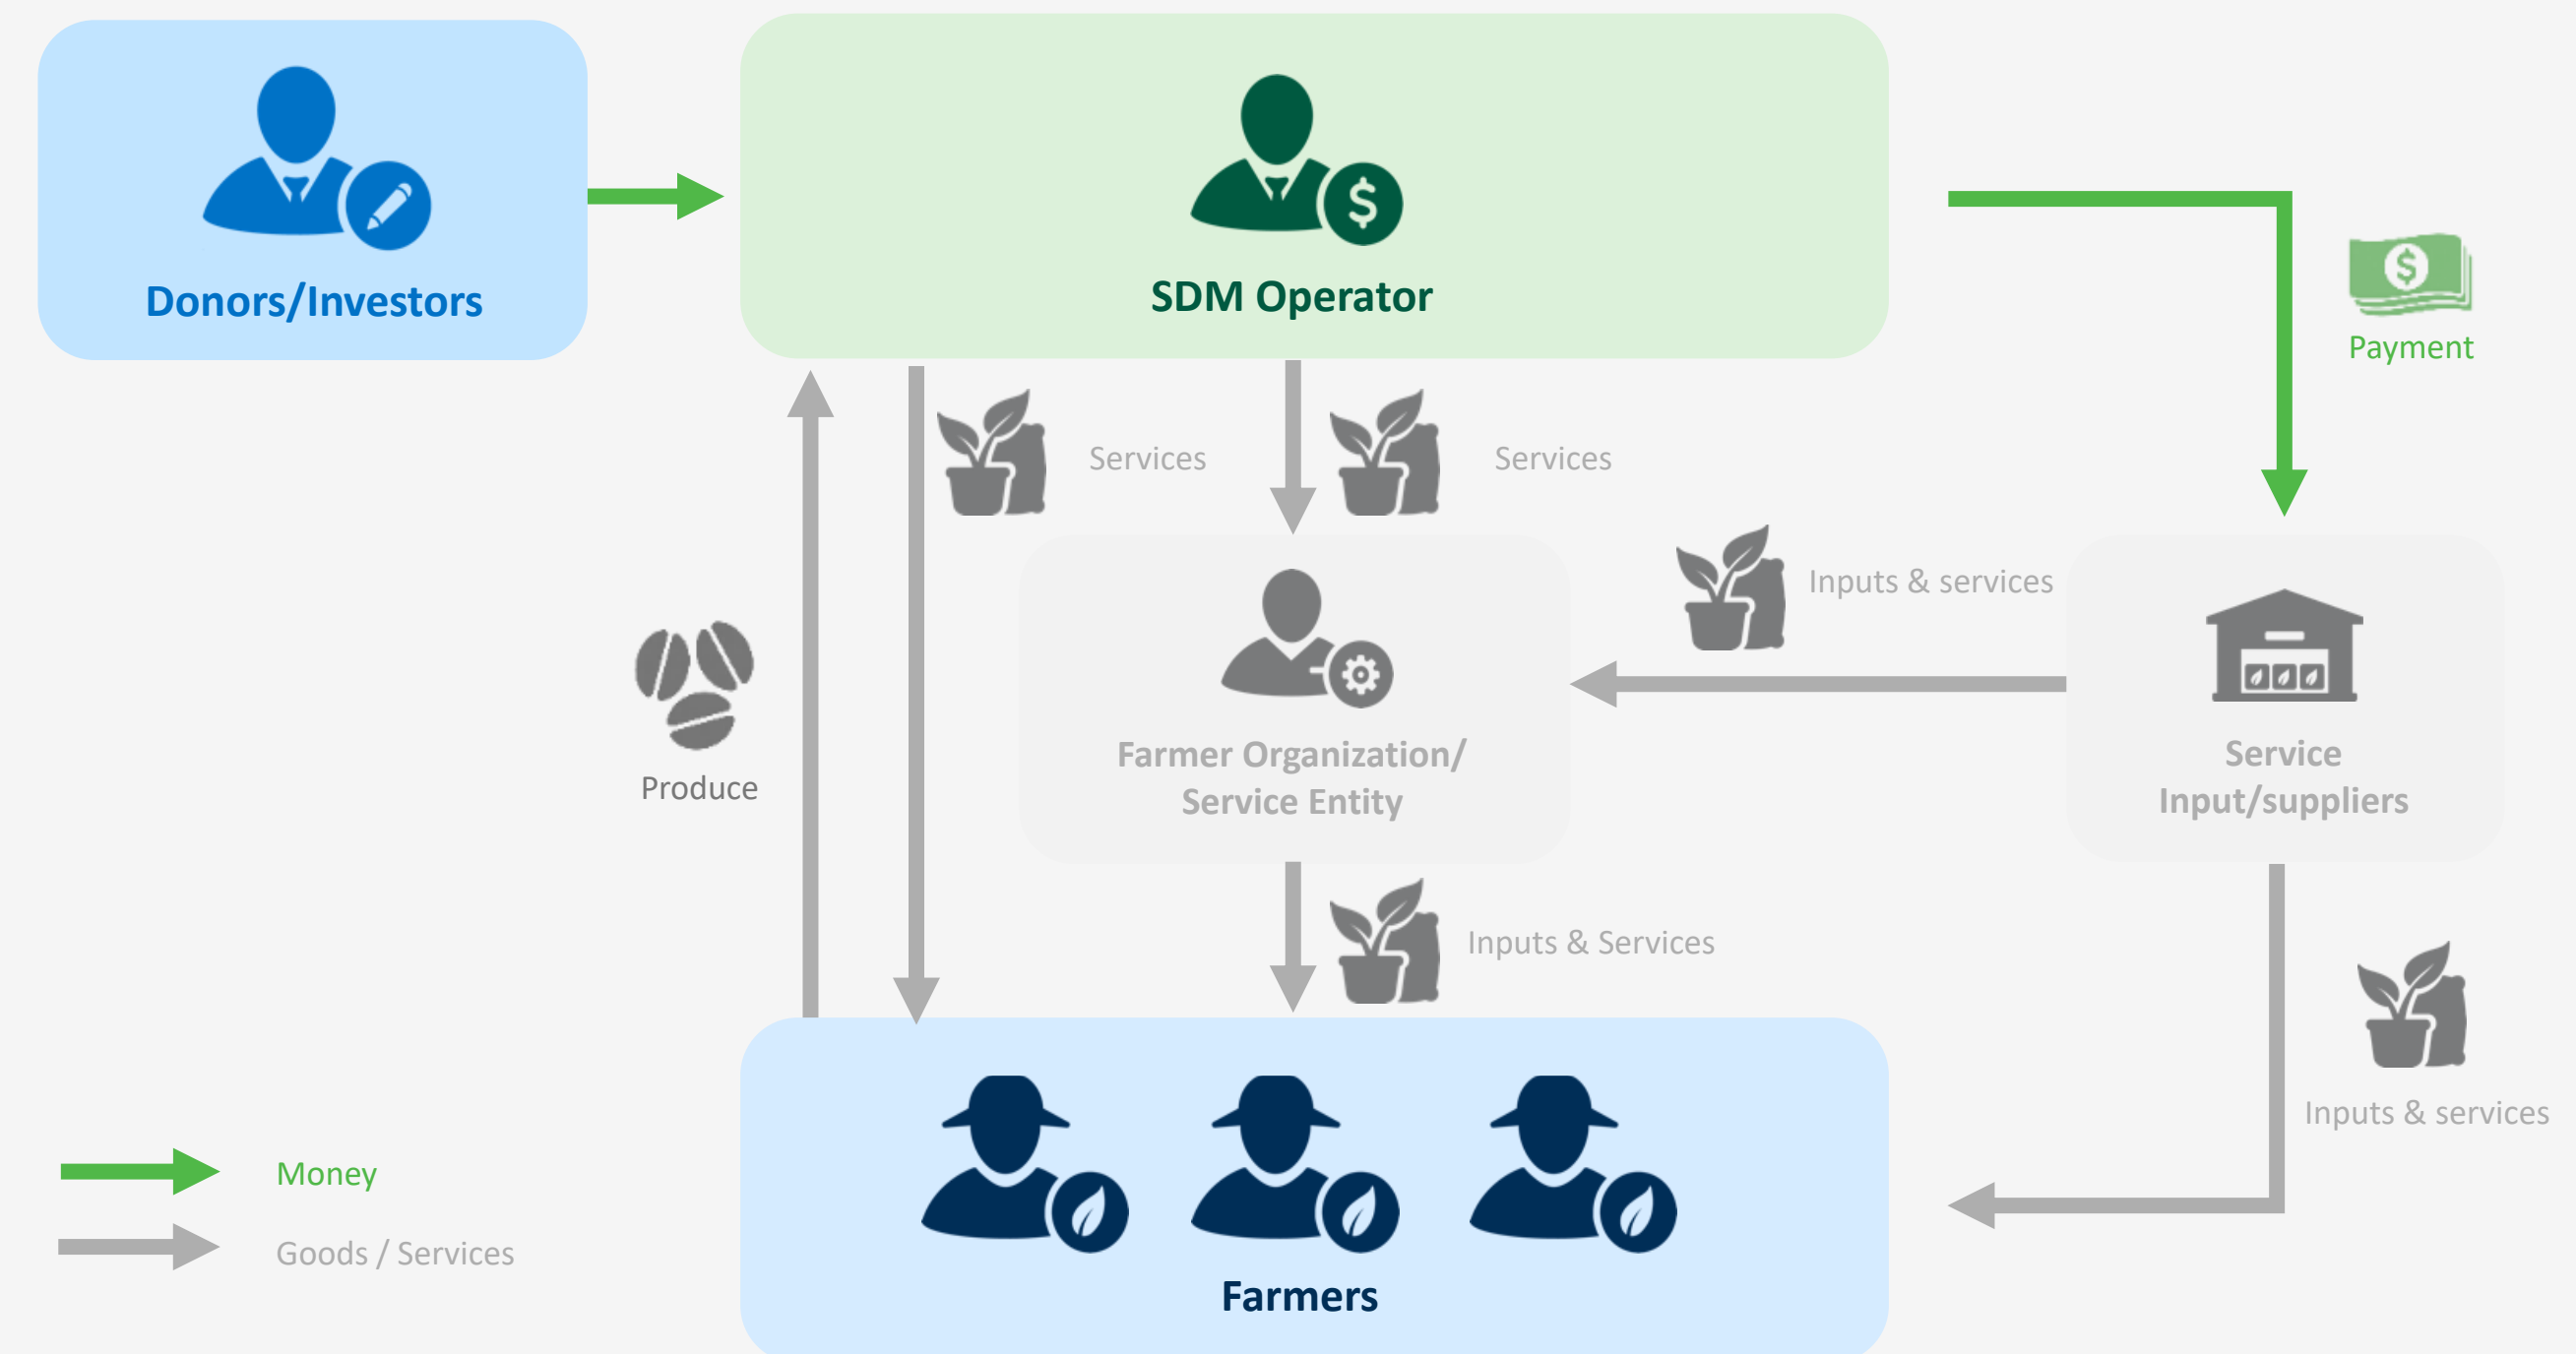 Donors/Investors
SDM Operator
Payment
Services
Services
Inputs & services
Farmer Organization/
Service Entity
Service
Input/suppliers
Produce
Inputs & Services
Inputs & services
Money
Goods / Services
Farmers